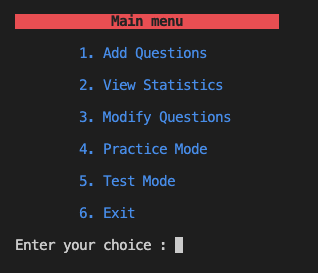 Main menu
1. Add Questions
2. View Statistics
3. Modify Questions
4. Practice Mode
5. Test Mode
6. Exit
Enter your choice :